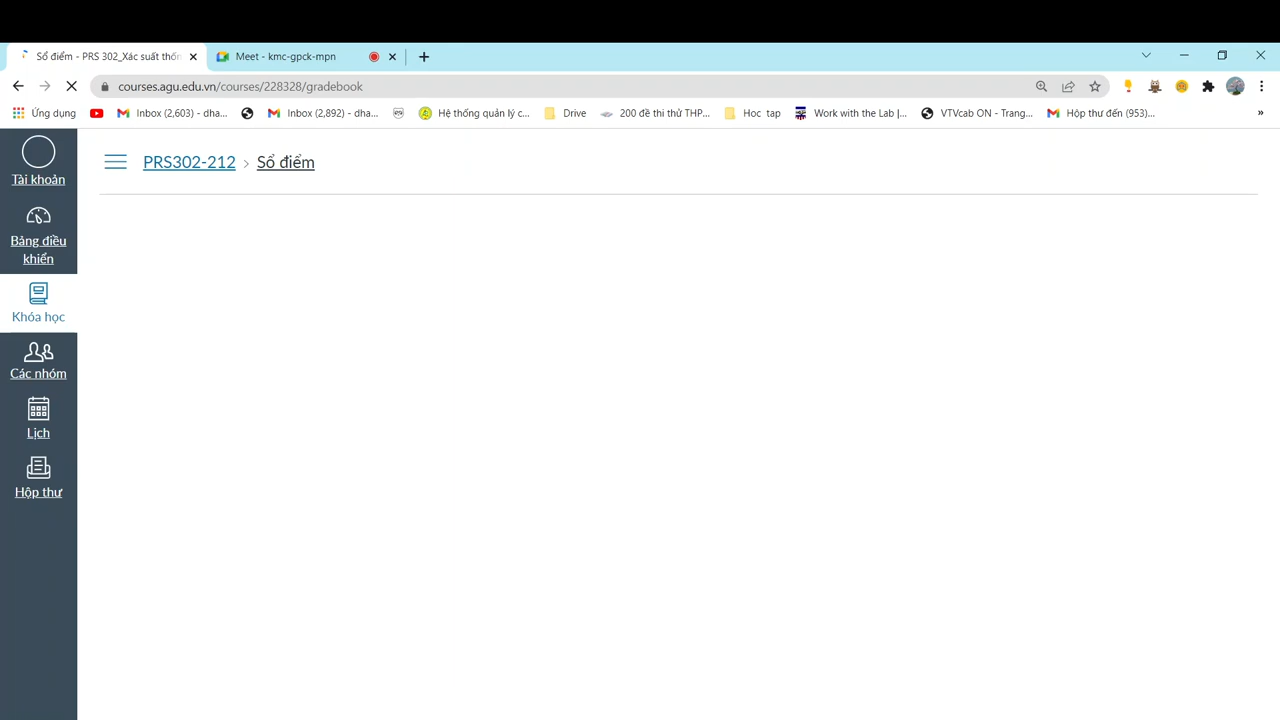 Sổ điểm - PRS 302_Xác suất thốn
Meet - kmc-gpck-mpn
courses.agu.edu.vn/courses/228328/gradebook
Ứng dụng
Inbox (2,603) - dha...
Inbox (2,892) - dha...
Hệ thống quản lý c...
Drive
200 đề thi thử THP...
Hoc tap
Work with the Lab |...
VTVcab ON - Trang...
Hộp thư đến (953)...
»
PRS302-212 > Sổ điểm
Tài khoản
Bảng điều
khiển
Khóa học
Các nhóm
Lịch
Hộp thư